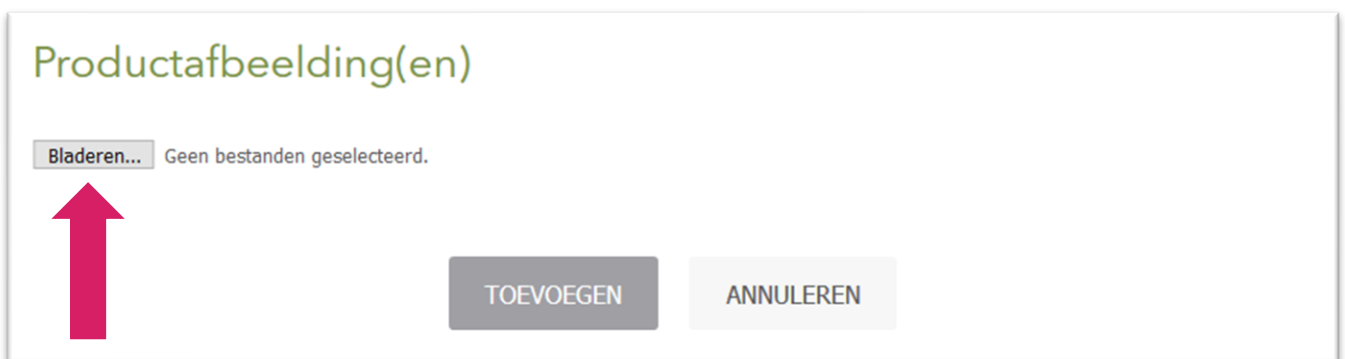 Productafbeelding(en)
Bladeren... Geen bestanden geselecteerd.
TOEVOEGEN ANNULEREN